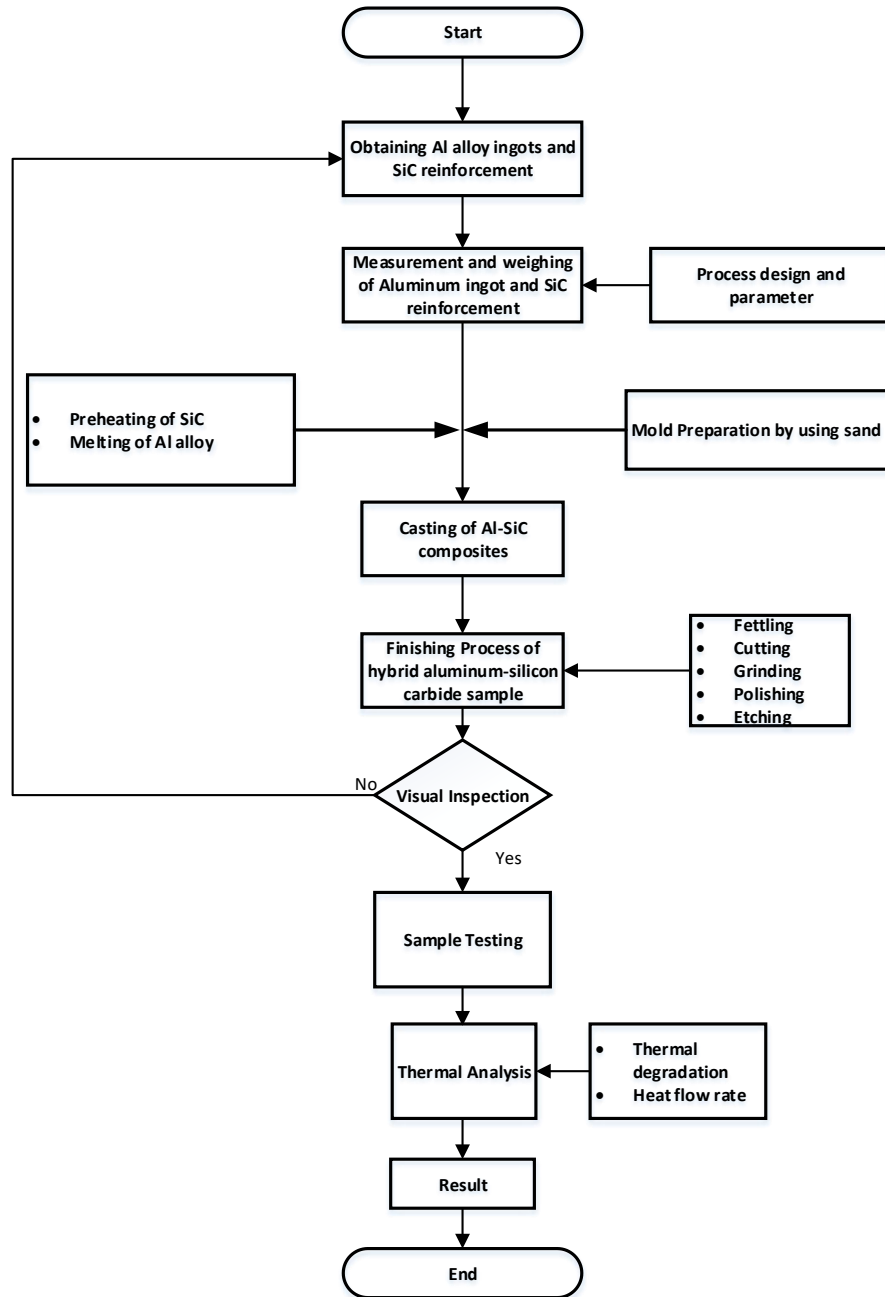 Start
Obtaining Al alloy ingots and
SiC reinforcement
Measurement and weighing
of Aluminum ingot and SiC
reinforcement
Process design and
parameter
• Preheating of SiC
• Melting of Al alloy
Mold Preparation by using sand
Casting of Al-SiC
composites
Finishing Process of
hybrid aluminum-silicon
carbide sample
• Fettling
• Cutting
• Grinding
• Polishing
• Etching
No
Visual Inspection
Yes
Sample Testing
Thermal Analysis
• Thermal
degradation
• Heat flow rate
Result
End